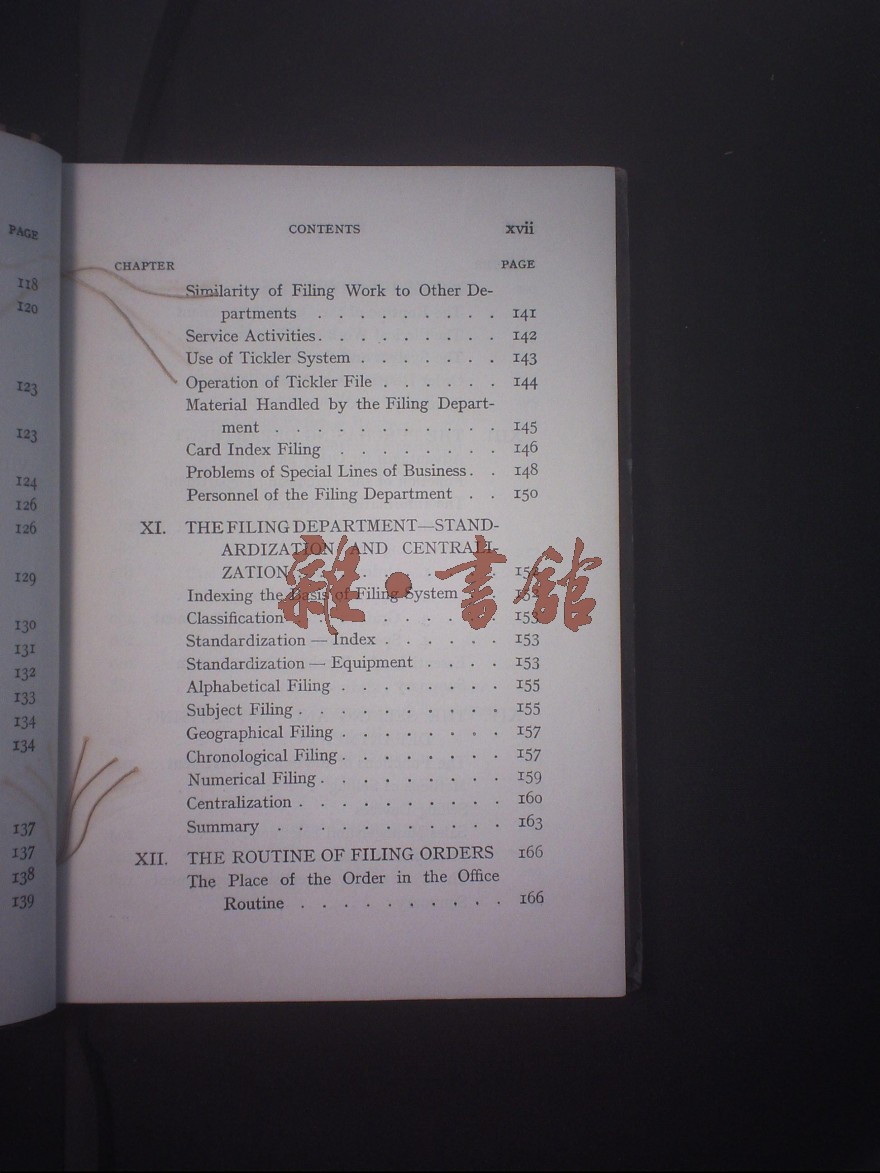 PAGE
118
120
123
123
124
126
126
129
130
131
132
133
134
134
137
137
138
139
CONTENTS xvii
CHAPTER PAGE
Similarity of Filing Work to Other De-
partments . . . . . . . . . 141
Service Activities . . . . . . . . . 142
Use of Tickler System . . . . . . . 143
Operation of Tickler File . . . . . . 144
Material Handled by the Filing Depart-
ment . . . . . . . . . . . 145
Card Index Filing . . . . . . . . 146
Problems of Special Lines of Business . . 148
Personnel of the Filing Department . . 150
XI. THE FILING DEPARTMENT—STAND-
ARDIZATION AND CENTRALI-
ZATION . . . . . . . . . 152
Indexing the Basis of Filing System . . 152
Classification . . . . . . . . . . 153
Standardization — Index . . . . . . 153
Standardization — Equipment . . . . 153
Alphabetical Filing . . . . . . . . 155
Subject Filing . . . . . . . . . . 155
Geographical Filing . . . . . . . . 157
Chronological Filing . . . . . . . . 157
Numerical Filing . . . . . . . . . 159
Centralization . . . . . . . . . . 160
Summary . . . . . . . . . . . 163
XII. THE ROUTINE OF FILING ORDERS 166
The Place of the Order in the Office
Routine . . . . . . . . . . 166
雜·書館